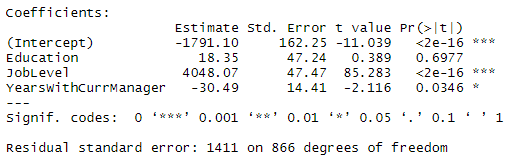 Coefficients:
                     Estimate Std. Error t value Pr(>|t|)
(Intercept)          -1791.10     162.25 -11.039   <2e-16 ***
Education               18.35      47.24   0.389   0.6977
JobLevel              4048.07      47.47  85.283   <2e-16 ***
YearsWithCurrManager   -30.49      14.41  -2.116   0.0346 *
---
Signif. codes:  0 ‘***’ 0.001 ‘**’ 0.01 ‘*’ 0.05 ‘.’ 0.1 ‘ ’ 1
Residual standard error: 1411 on 866 degrees of freedom